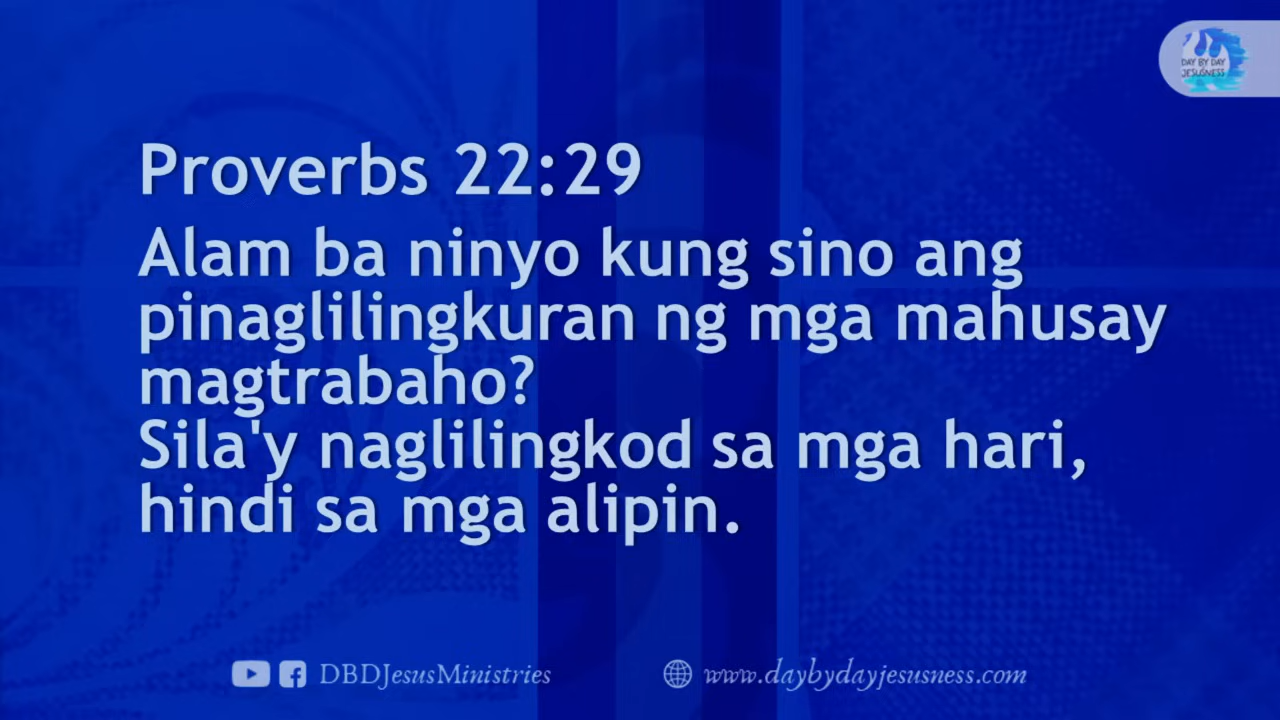 DAY BY DAY
JESUSNESS
Proverbs 22:29
Alam ba ninyo kung sino ang
pinaglilingkuran ng mga mahusay
magtrabaho?
Sila'y naglilingkod sa mga hari,
hindi sa mga alipin.
DBDJesusMinistries
www.daybydayjesusness.com